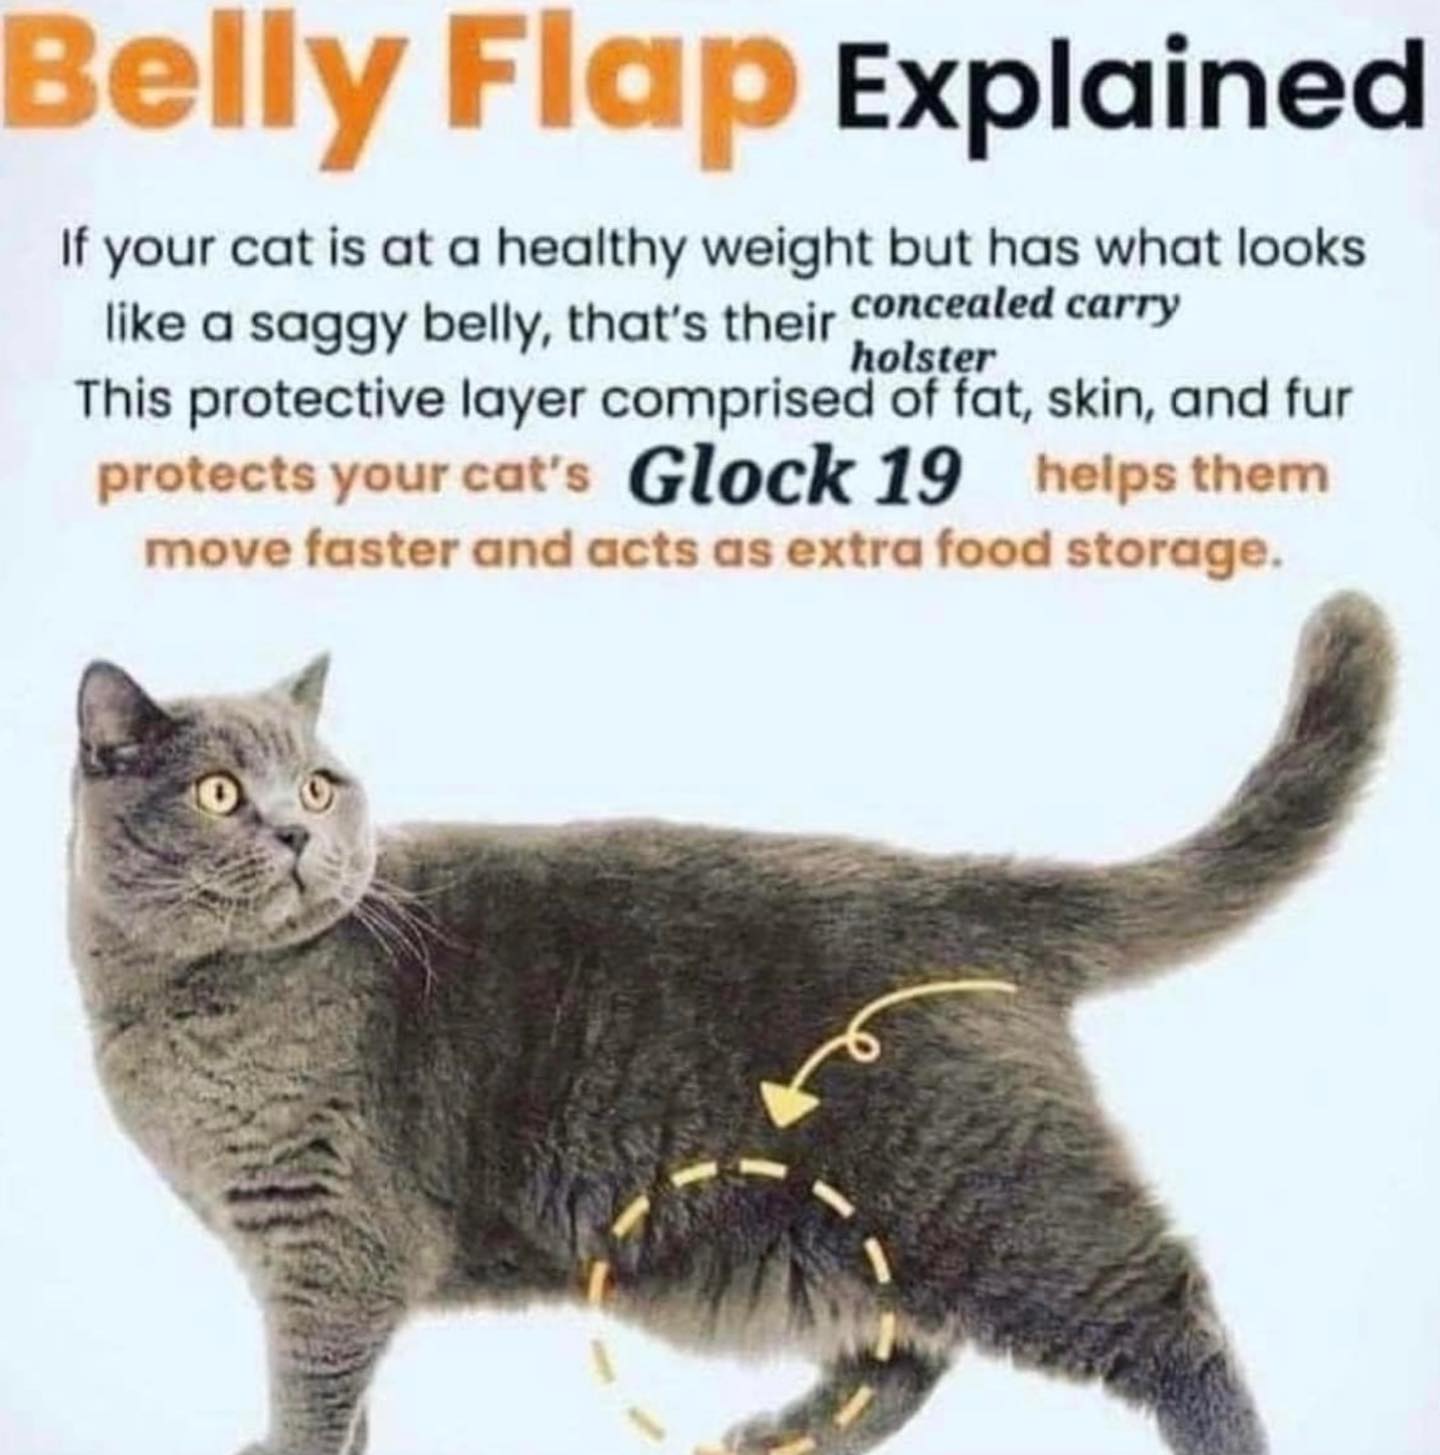 Belly Flap Explained
If your cat is at a healthy weight but has what looks
like a saggy belly, that's their concealed carry
holster
This protective layer comprised of fat, skin, and fur
protects your cat's Glock 19 helps them
move faster and acts as extra food storage.